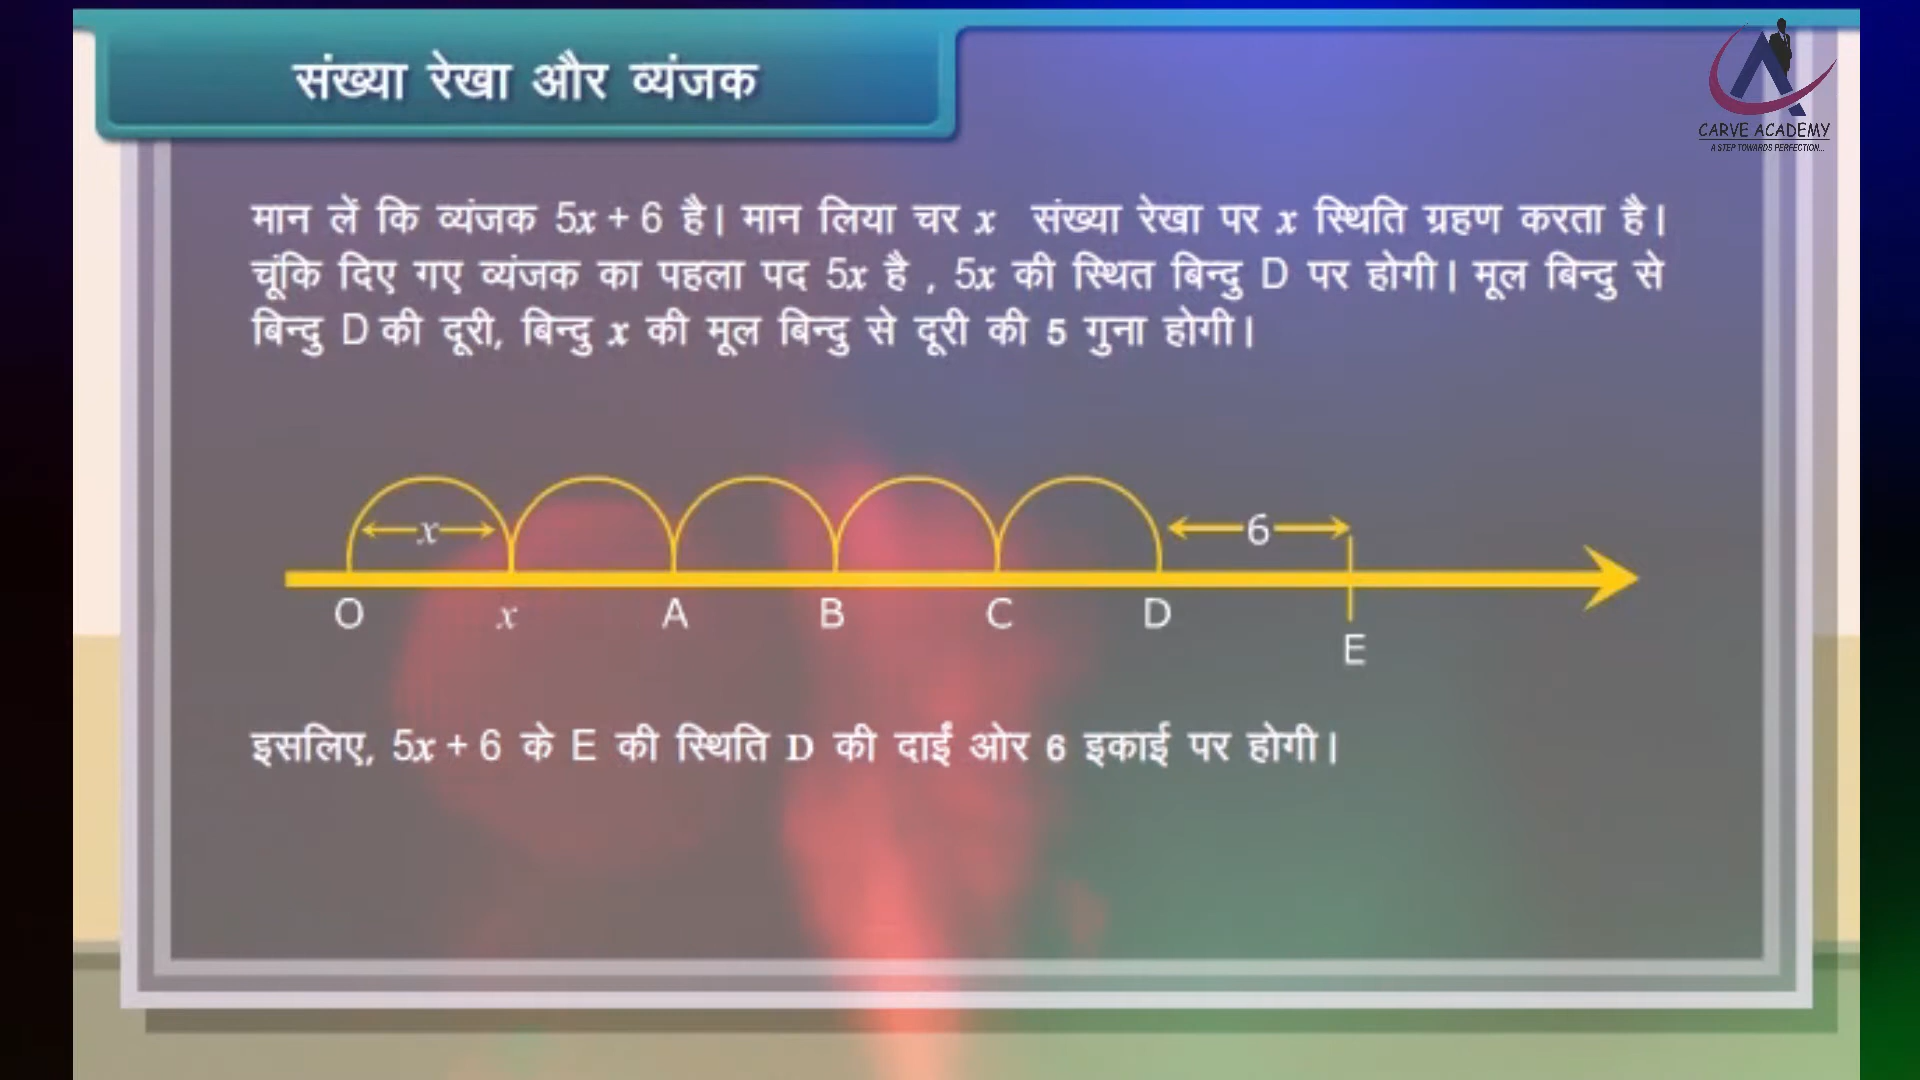 संख्या रेखा और व्यंजक
CARVE ACADEMY
A STEP TOWARDS PERFECTION...
मान लें कि व्यंजक 5x + 6 है। मान लिया चर x संख्या रेखा पर x स्थिति ग्रहण करता है।
चूंकि दिए गए व्यंजक का पहला पद 5x है , 5x की स्थित बिन्दु D पर होगी। मूल बिन्दु से
बिन्दु D की दूरी, बिन्दु x की मूल बिन्दु से दूरी की 5 गुना होगी।
x 6
O x A B C D
E
इसलिए, 5x + 6 के E की स्थिति D की दाईं ओर 6 इकाई पर होगी।